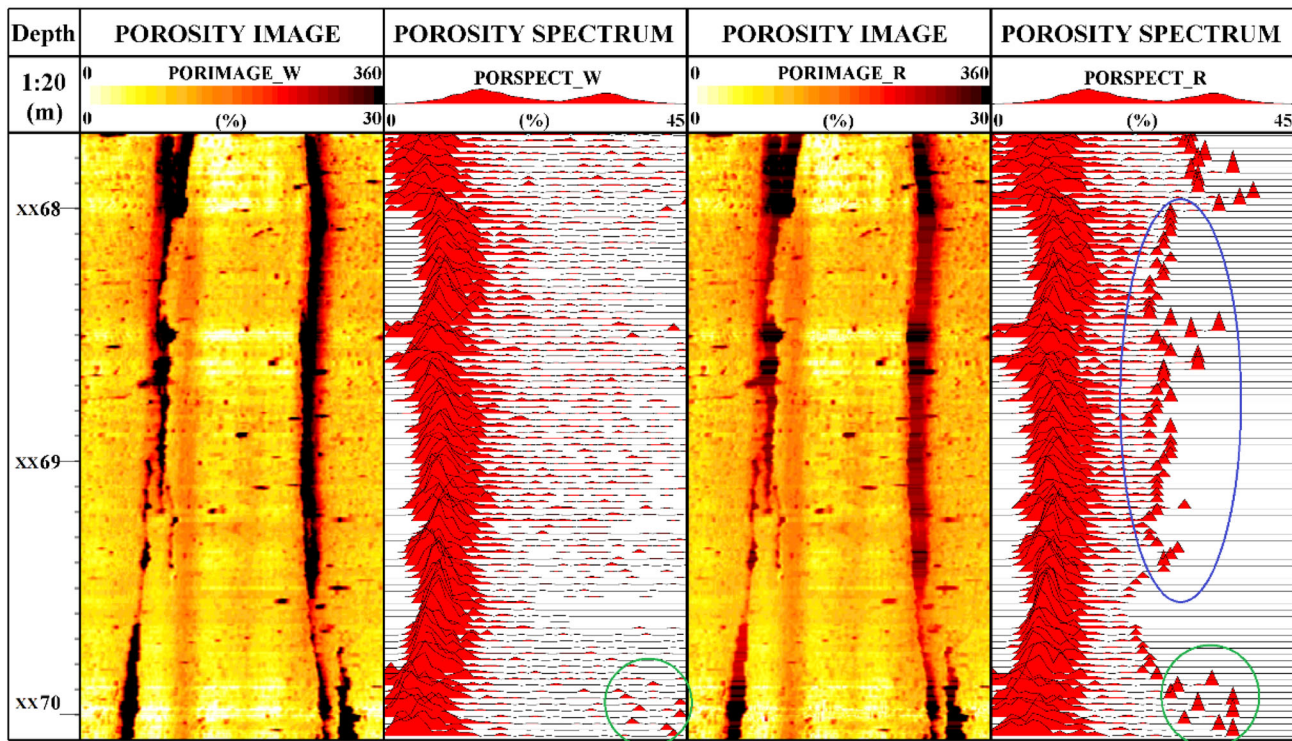 Depth
POROSITY IMAGE
POROSITY SPECTRUM
POROSITY IMAGE
POROSITY SPECTRUM
1:20
(m)
0 PORIMAGE_W 360
0 (%) 30
PORSPECT_W
0 (%) 45
0 PORIMAGE_R 360
0 (%) 30
PORSPECT_R
0 (%) 45
XX68
XX69
XX70